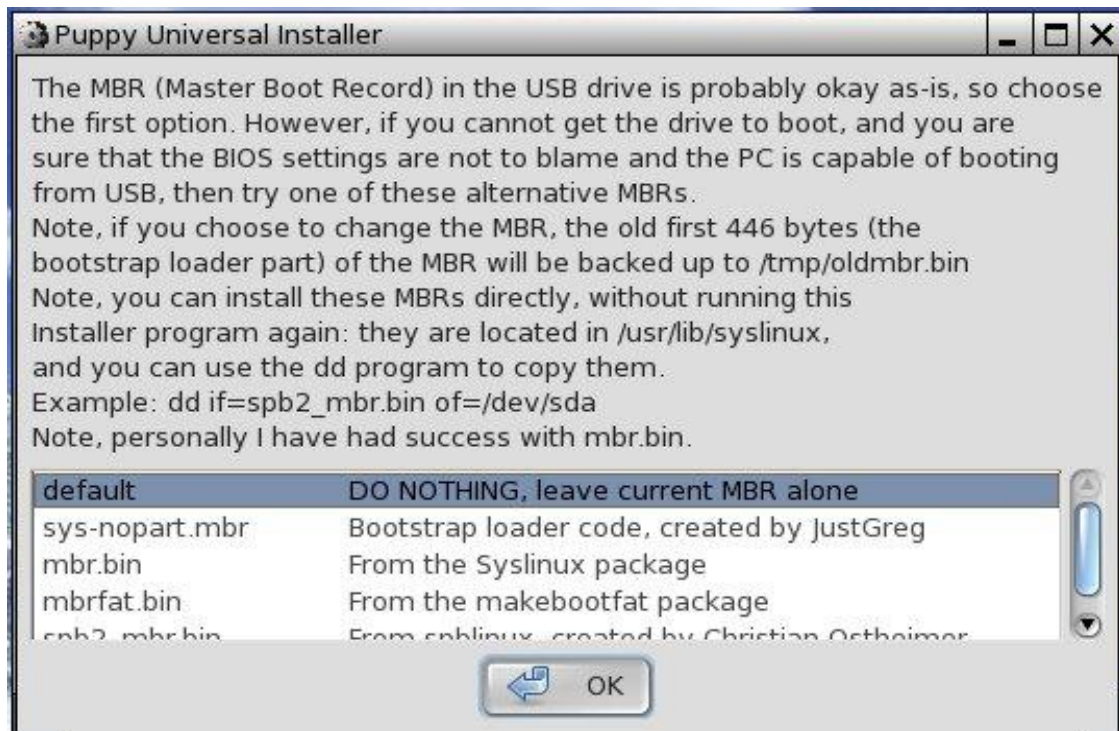 Puppy Universal Installer
The MBR (Master Boot Record) in the USB drive is probably okay as-is, so choose
the first option. However, if you cannot get the drive to boot, and you are
sure that the BIOS settings are not to blame and the PC is capable of booting
from USB, then try one of these alternative MBRs.
Note, if you choose to change the MBR, the old first 446 bytes (the
bootstrap loader part) of the MBR will be backed up to /tmp/oldmbr.bin
Note, you can install these MBRs directly, without running this
Installer program again: they are located in /usr/lib/syslinux,
and you can use the dd program to copy them.
Example: dd if=spb2_mbr.bin of=/dev/sda
Note, personally I have had success with mbr.bin.
default DO NOTHING, leave current MBR alone
sys-nopart.mbr Bootstrap loader code, created by JustGreg
mbr.bin From the Syslinux package
mbrfat.bin From the makebootfat package
spb2_mbr.bin From spblinux, created by Christian Ostheimer
OK